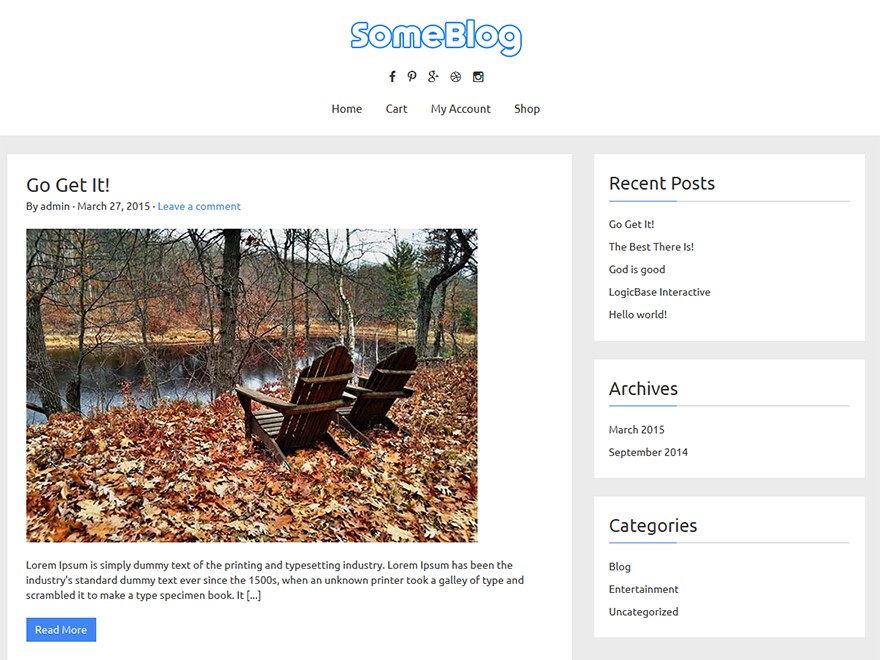 SomeBlog
Home Cart My Account Shop
Go Get It!
By admin · March 27, 2015 · Leave a comment
Lorem Ipsum is simply dummy text of the printing and typesetting industry. Lorem Ipsum has been the
industry's standard dummy text ever since the 1500s, when an unknown printer took a galley of type and
scrambled it to make a type specimen book. It [...]
Read More
Recent Posts
Go Get It!
The Best There Is!
God is good
LogicBase Interactive
Hello world!
Archives
March 2015
September 2014
Categories
Blog
Entertainment
Uncategorized